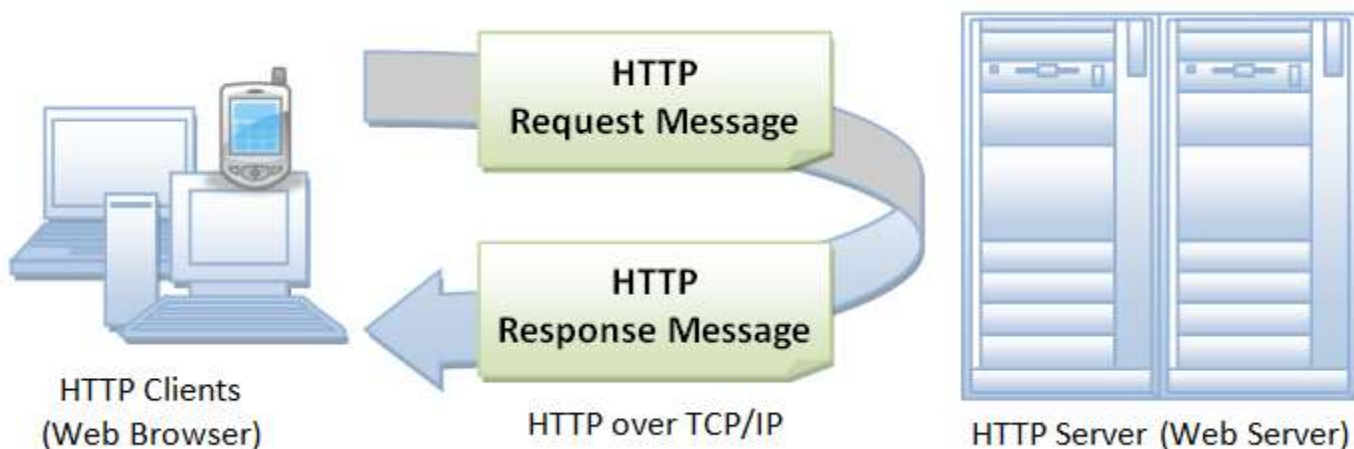 HTTP
Request Message
HTTP
Response Message
HTTP Clients
(Web Browser)
HTTP over TCP/IP
HTTP Server (Web Server)